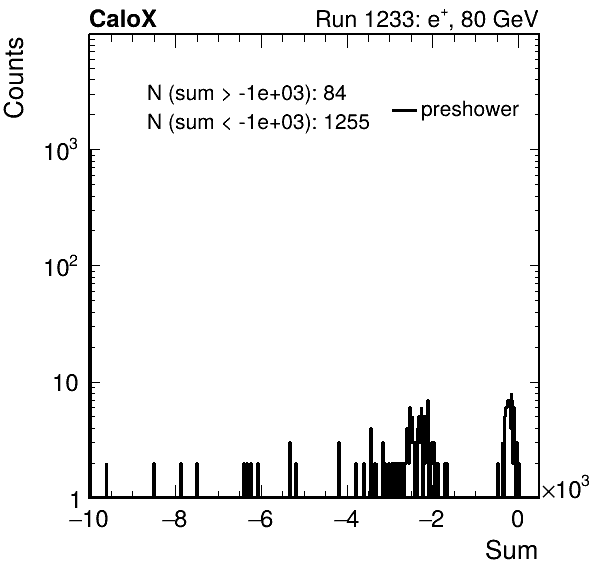 CaloX Run 1233: e⁺, 80 GeV
Counts
N (sum > -1e+03): 84
N (sum < -1e+03): 1255
preshower
10³
10²
10
1
−10 −8 −6 −4 −2 0 ×10³
Sum